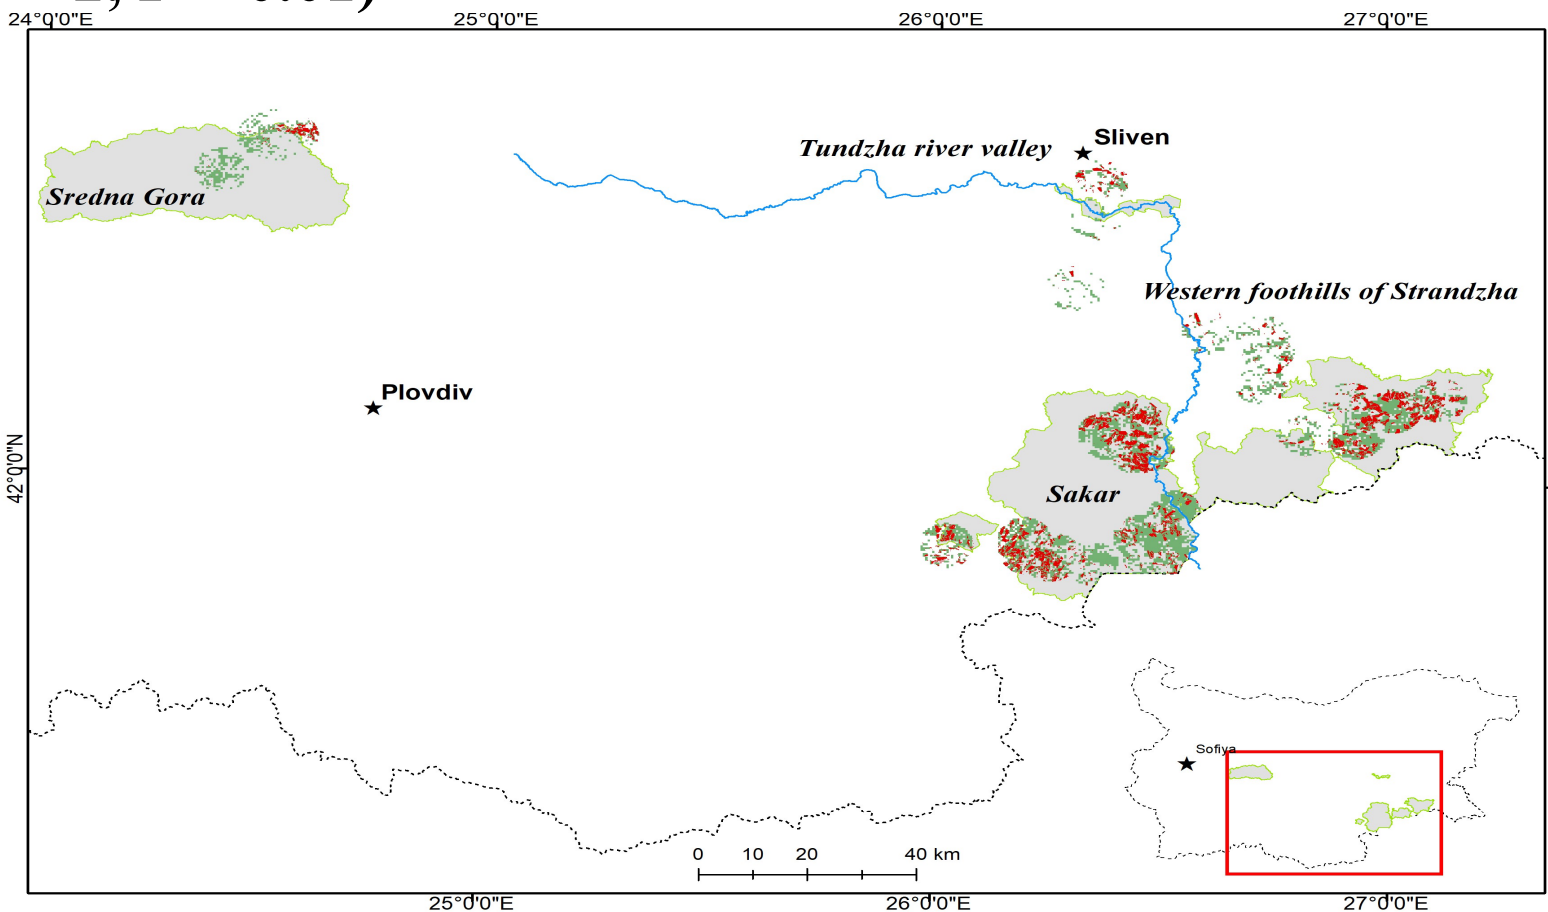 24°0'0"E 25°0'0"E 26°0'0"E 27°0'0"E
Sliven
Tundzha river valley
Sredna Gora
Western foothills of Strandzha
Plovdiv
42°0'0"N
Sakar
Sofiya
0 10 20 40 km
25°0'0"E 26°0'0"E 27°0'0"E